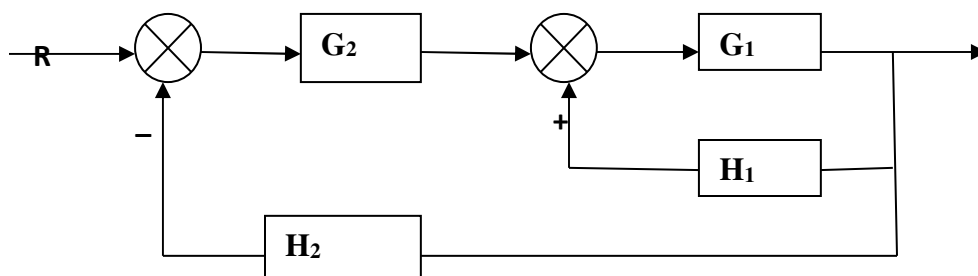 R
G₂
G₁
–
+
H₁
H₂